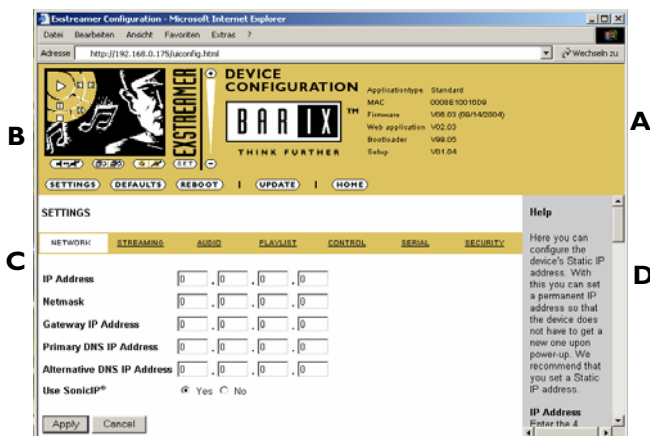 Exstreamer Configuration - Microsoft Internet Explorer
Datei Bearbeiten Ansicht Favoriten Extras ?
Adresse http://192.168.0.175/uiconfig.html Wechseln zu
EXSTREAMER
DEVICE
CONFIGURATION
BARIX TM
THINK FURTHER
Applicationtype Standard
MAC 0008E10016D9
Firmware V08.03 (09/14/2004)
Web application V02.03
Bootloader V99.05
Setup V01.04
A
B
SET
SETTINGS DEFAULTS REBOOT | UPDATE | HOME
SETTINGS
NETWORK STREAMING AUDIO PLAYLIST CONTROL SERIAL SECURITY
C
IP Address 0 . 0 . 0 . 0
Netmask 0 . 0 . 0 . 0
Gateway IP Address 0 . 0 . 0 . 0
Primary DNS IP Address 0 . 0 . 0 . 0
Alternative DNS IP Address 0 . 0 . 0 . 0
Use SonicIP® Yes No
Apply Cancel
Help
Here you can
configure the
device's Static IP
address. With
this you can set
a permanent IP
address so that
the device does
not have to get a
new one upon
power-up. We
recommend that
you set a Static
IP address.
IP Address
Enter the 4
D